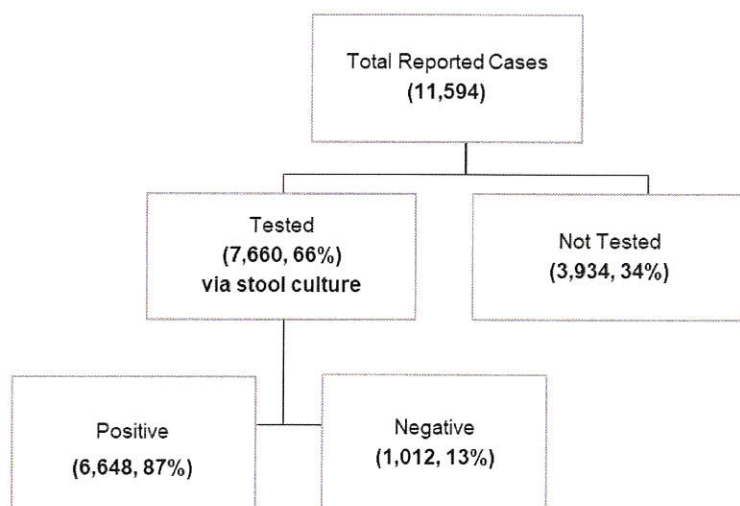 Total Reported Cases
(11,594)
Tested
(7,660, 66%)
via stool culture
Not Tested
(3,934, 34%)
Positive
(6,648, 87%)
Negative
(1,012, 13%)